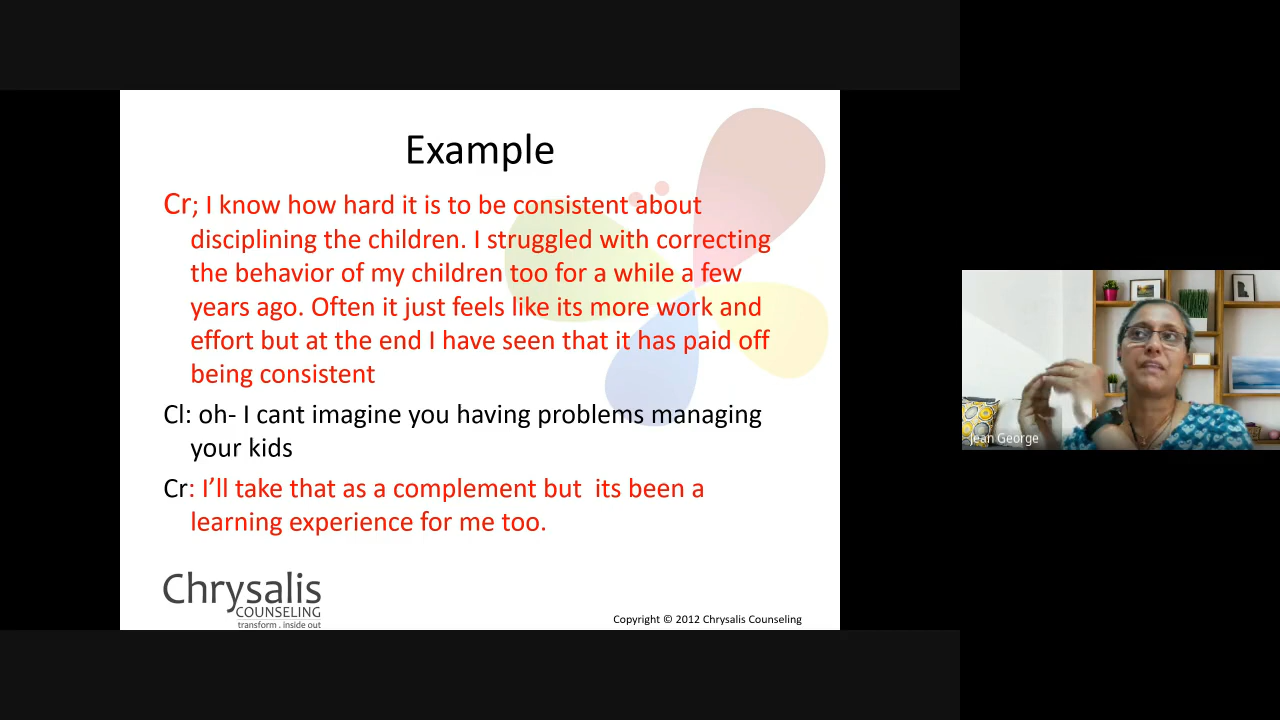 Example
Cr; I know how hard it is to be consistent about
disciplining the children. I struggled with correcting
the behavior of my children too for a while a few
years ago. Often it just feels like its more work and
effort but at the end I have seen that it has paid off
being consistent
Cl: oh- I cant imagine you having problems managing
your kids
Cr: I’ll take that as a complement but  its been a
learning experience for me too.
Chrysalis
COUNSELING
transform . inside out
Copyright © 2012 Chrysalis Counseling
Jean George